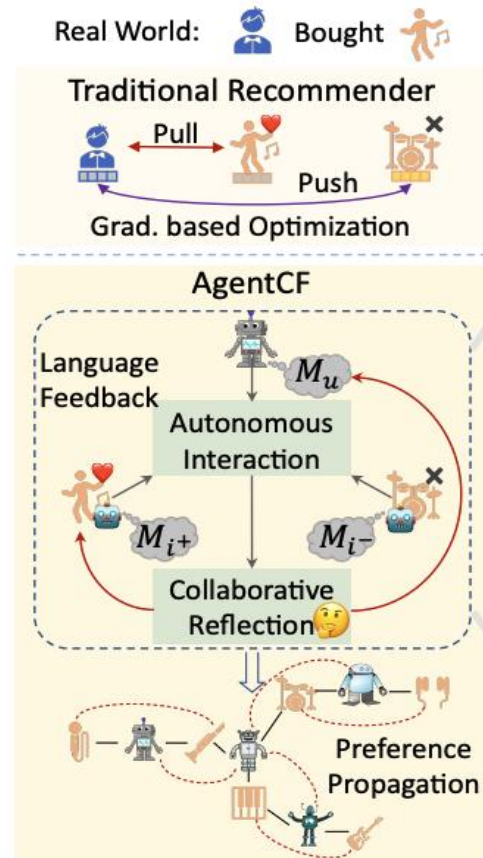 Real World: Bought
Traditional Recommender
Pull
Push
Grad. based Optimization
AgentCF
Language
Feedback
M_u
Autonomous
Interaction
M_{i^+}
M_{i^-}
Collaborative
Reflection
Preference
Propagation